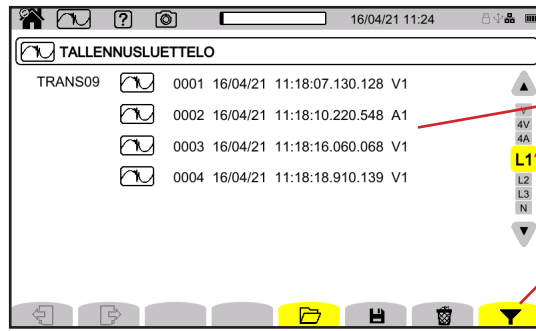 ? 16/04/21 11:24
TALLENNUSLUETTELO
TRANS09 0001 16/04/21 11:18:07.130.128 V1
0002 16/04/21 11:18:10.220.548 A1
0003 16/04/21 11:18:16.060.068 V1
0004 16/04/21 11:18:18.910.139 V1
4V
4A
L1
L2
L3
N